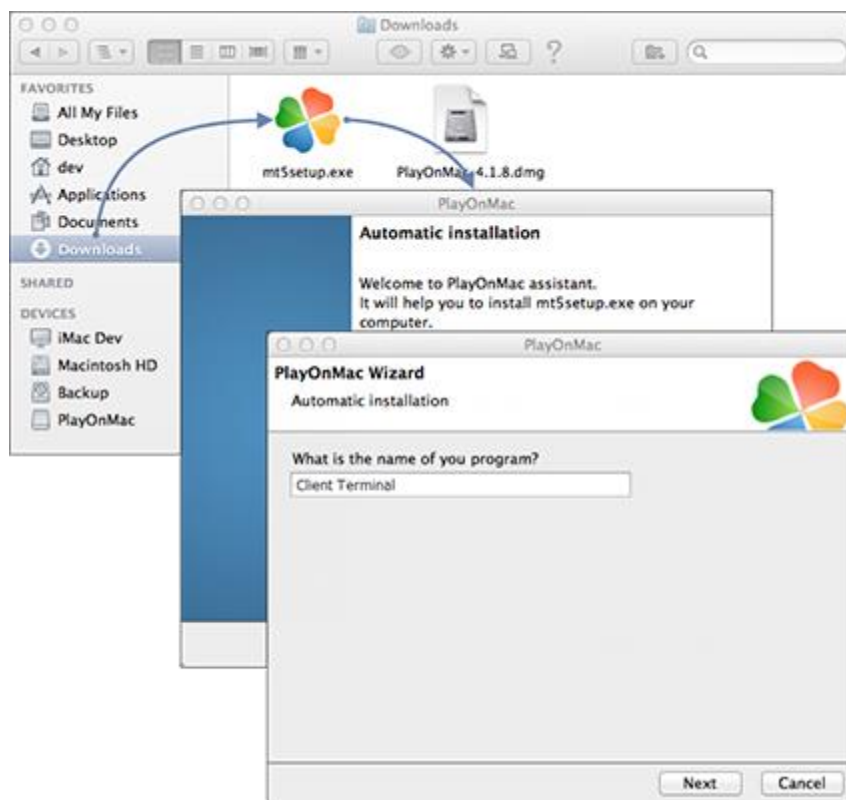 Downloads
FAVORITES
All My Files
Desktop
dev
Applications
Documents
Downloads
SHARED
DEVICES
iMac Dev
Macintosh HD
Backup
PlayOnMac
mt5setup.exe
PlayOnMac-4.1.8.dmg
PlayOnMac
Automatic installation
Welcome to PlayOnMac assistant.
It will help you to install mt5setup.exe on your
computer.
PlayOnMac
PlayOnMac Wizard
Automatic installation
What is the name of you program?
Client Terminal
Next
Cancel